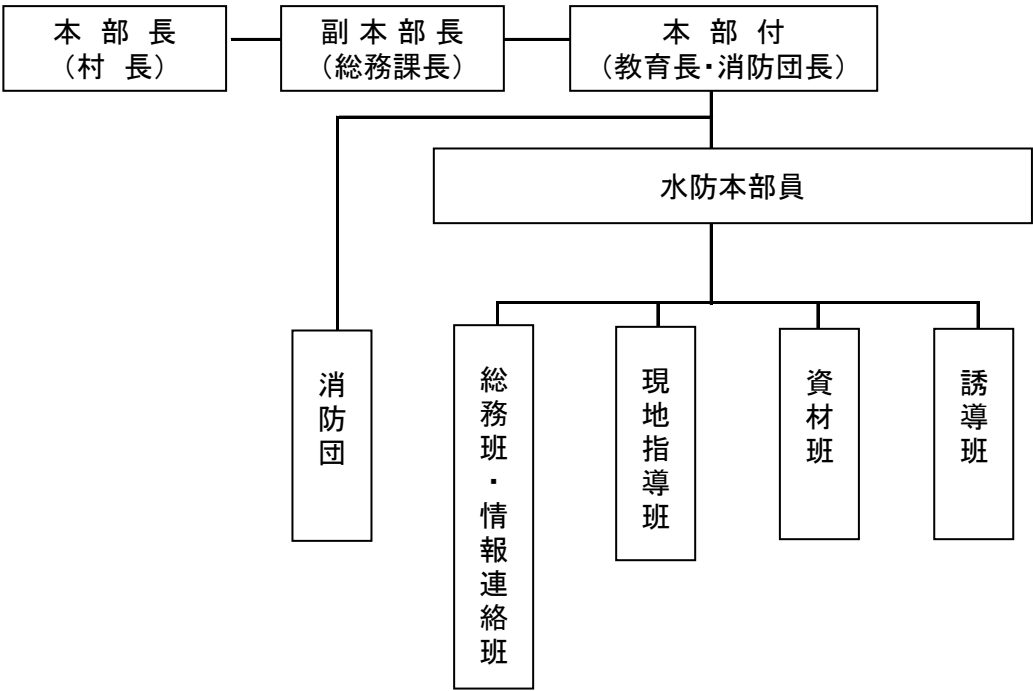 本 部 長
（村 長）
副 本 部 長
（総務課長）
本 部 付
（教育長・消防団長）
水防本部員
消防団
総務班・情報連絡班
現地指導班
資材班
誘導班